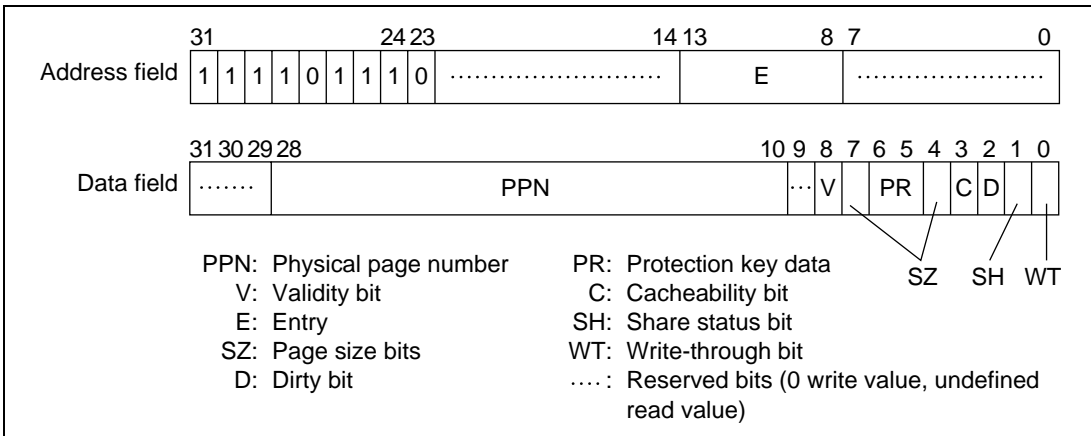 31 24 23 14 13 8 7 0
Address field 1 1 1 1 0 1 1 1 0 ........................ E ....................
31 30 29 28 10 9 8 7 6 5 4 3 2 1 0
Data field ....... PPN ... V PR C D
SZ SH WT
PPN: Physical page number
V: Validity bit
E: Entry
SZ: Page size bits
D: Dirty bit
PR: Protection key data
C: Cacheability bit
SH: Share status bit
WT: Write-through bit
....: Reserved bits (0 write value, undefined
read value)